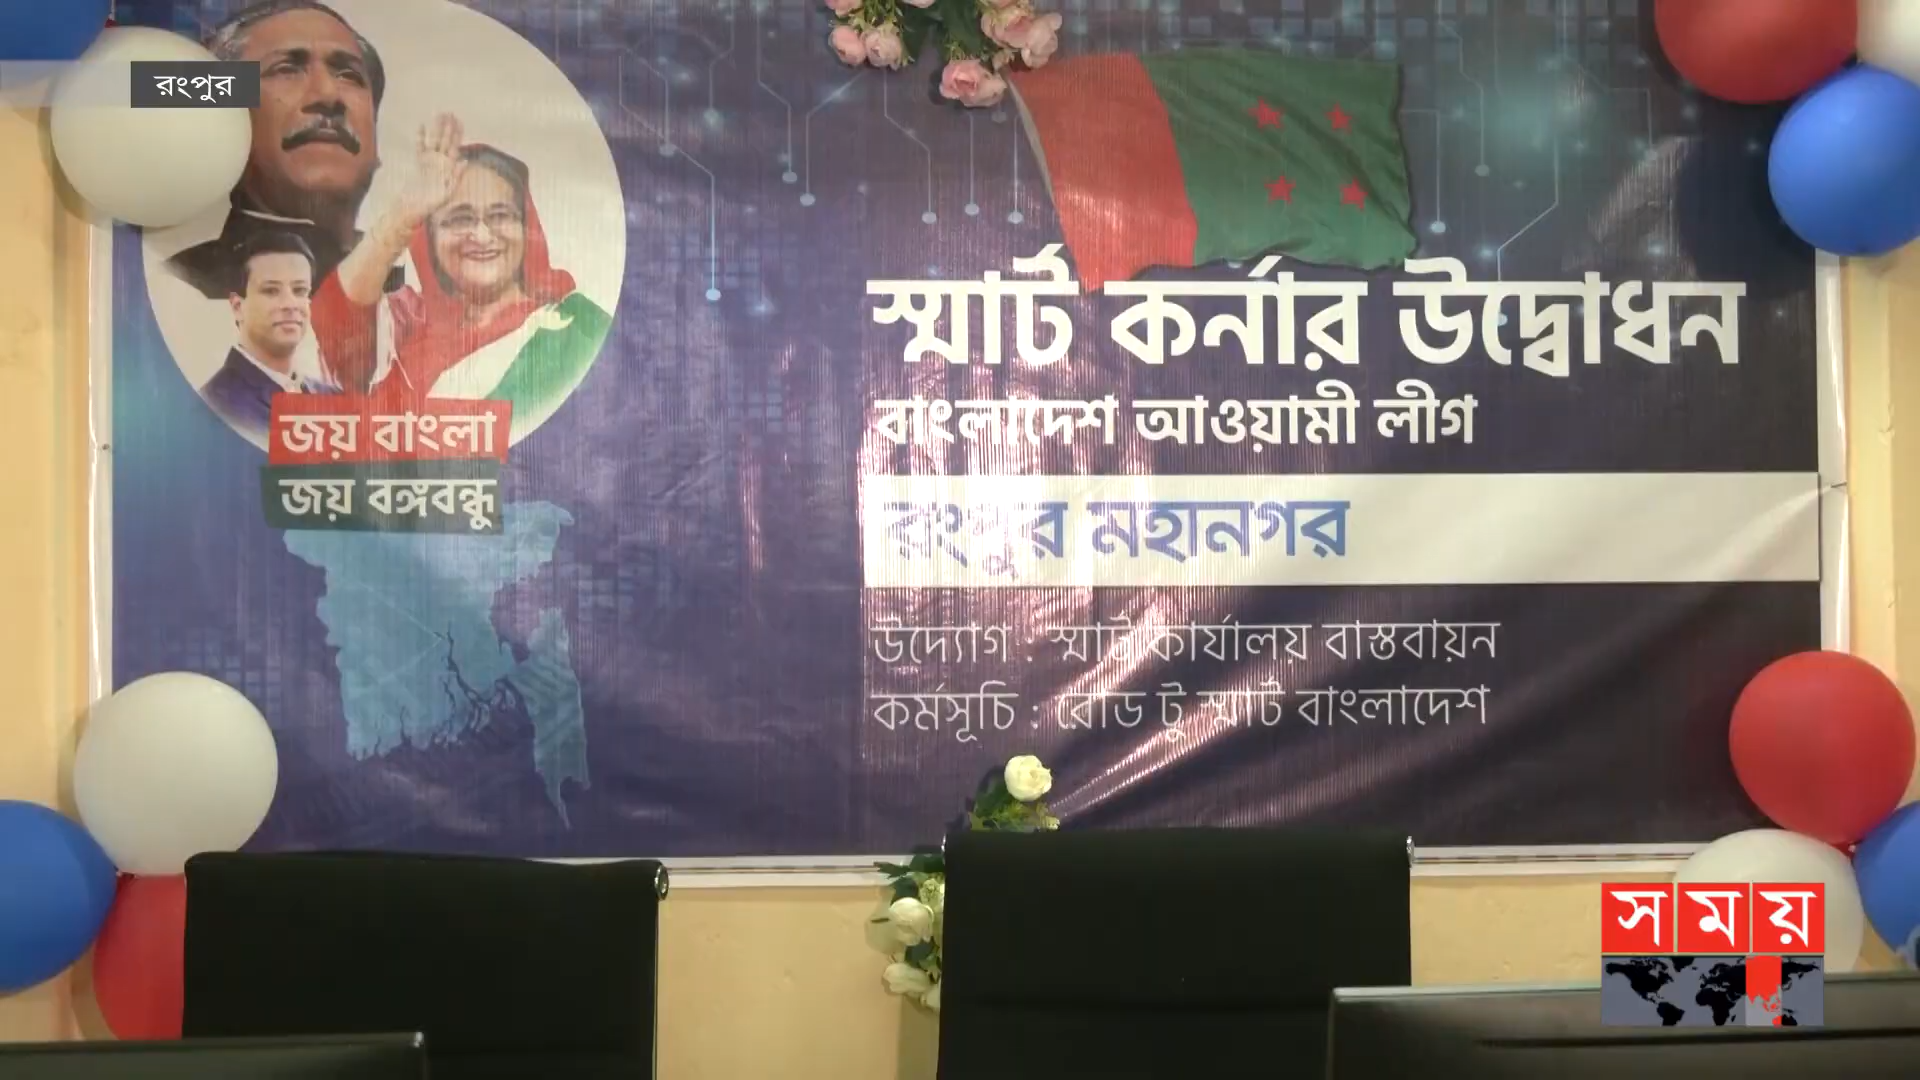 রংপুর
জয় বাংলা
জয় বঙ্গবন্ধু
স্মার্ট কর্নার উদ্বোধন
বাংলাদেশ আওয়ামী লীগ
রংপুর মহানগর
উদ্যোগ : স্মার্ট কার্যালয় বাস্তবায়ন
কর্মসূচি : রোড টু স্মার্ট বাংলাদেশ
সময়